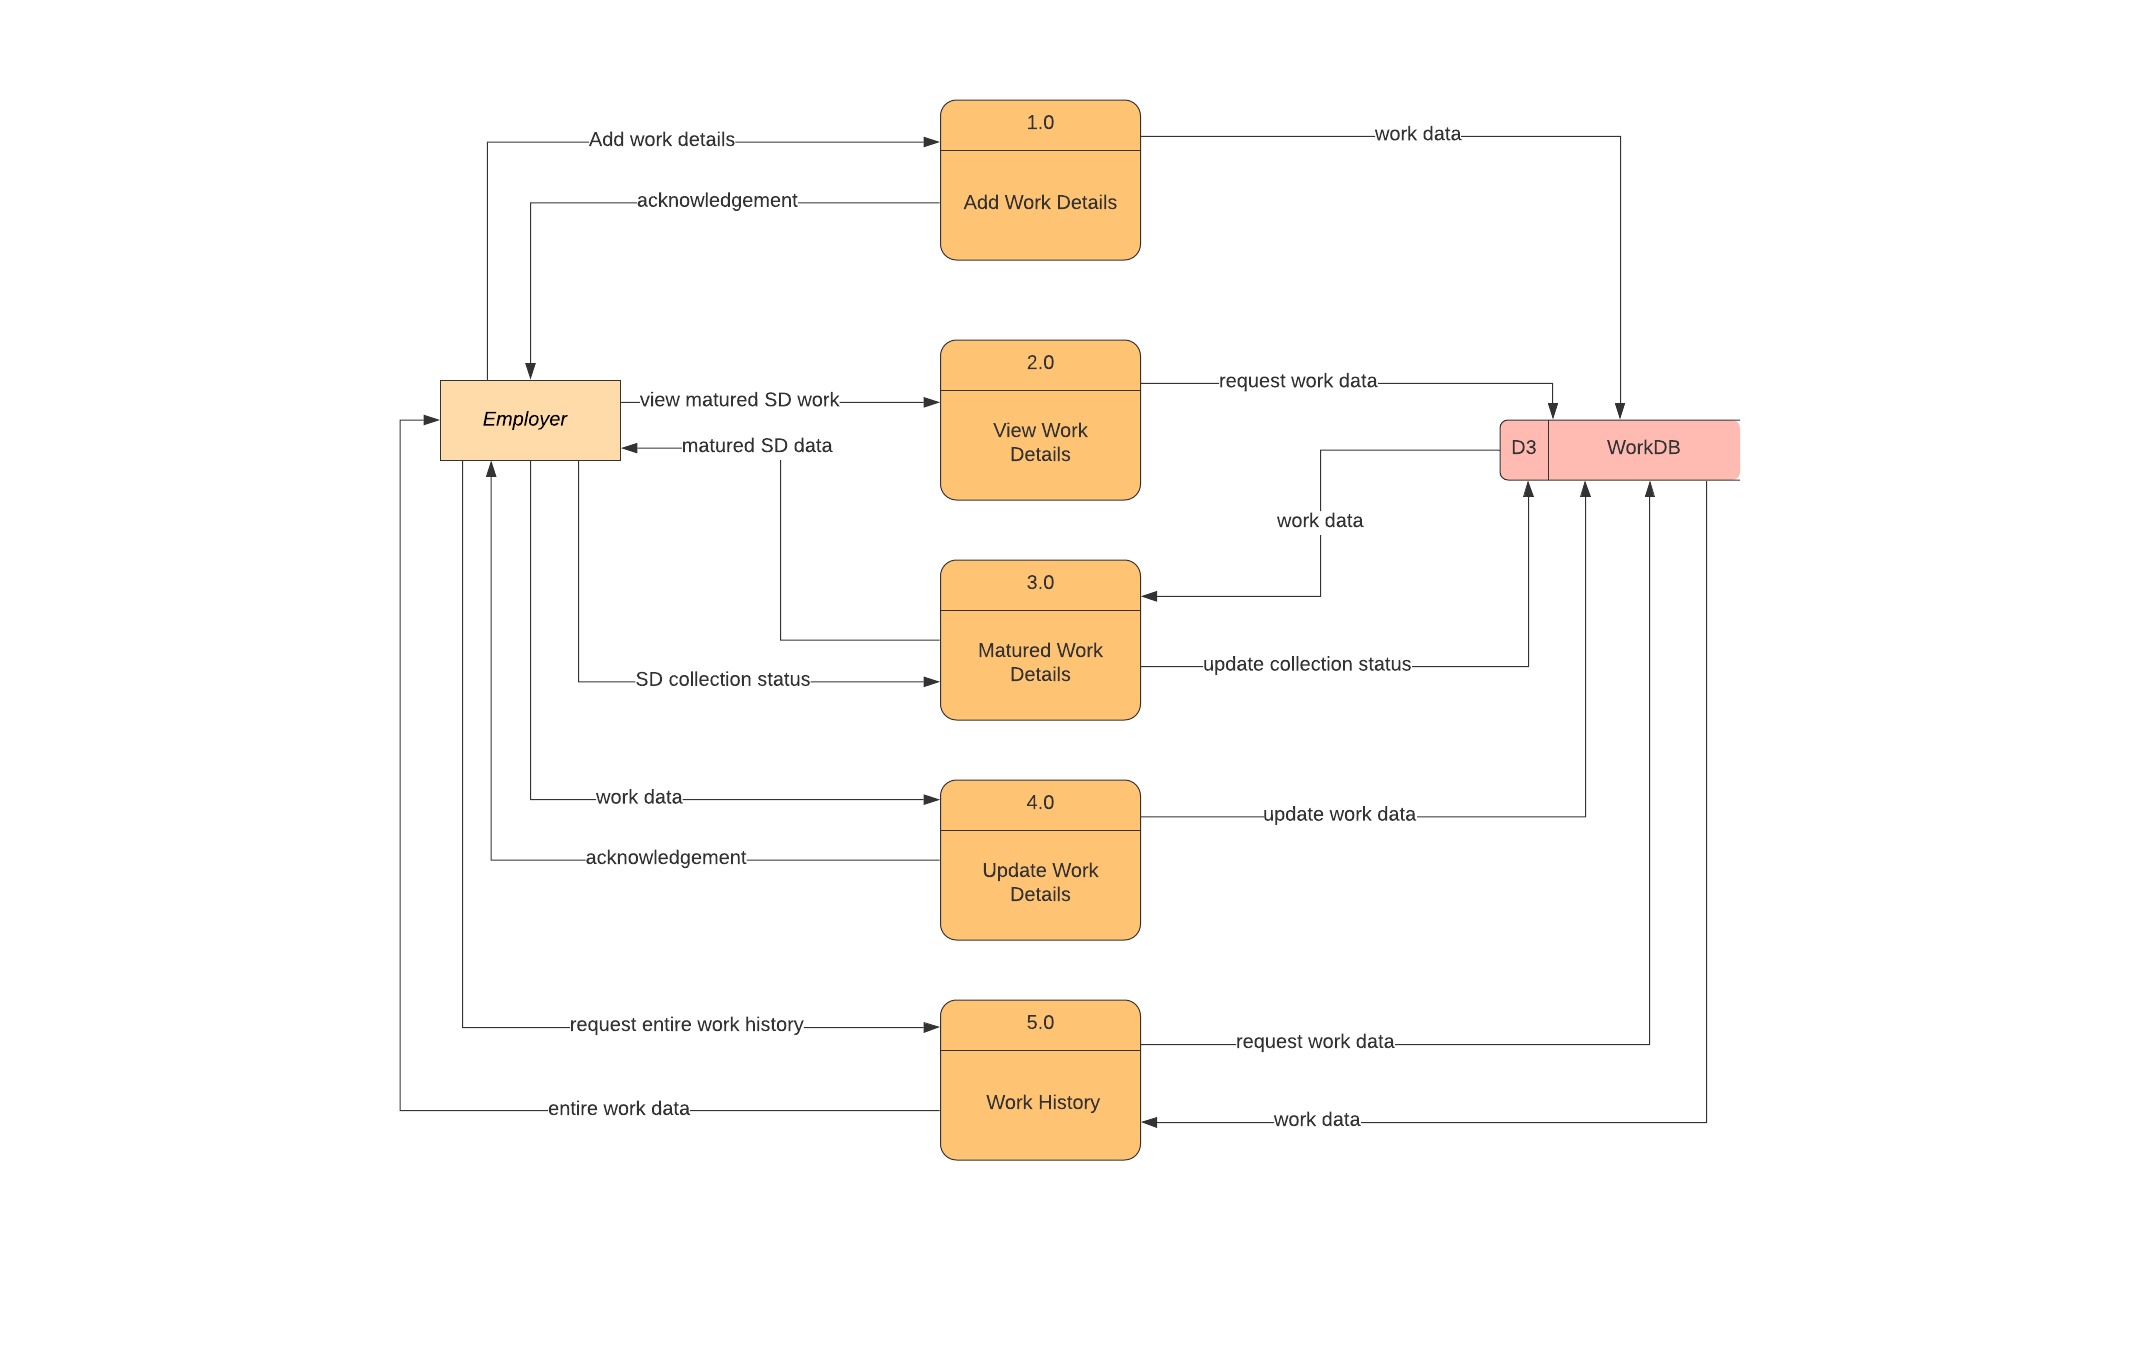 1.0
Add work details
work data
acknowledgement
Add Work Details
2.0
view matured SD work
request work data
Employer
View Work
Details
matured SD data
D3
WorkDB
work data
3.0
Matured Work
Details
update collection status
SD collection status
4.0
work data
update work data
acknowledgement
Update Work
Details
5.0
request entire work history
request work data
Work History
entire work data
work data